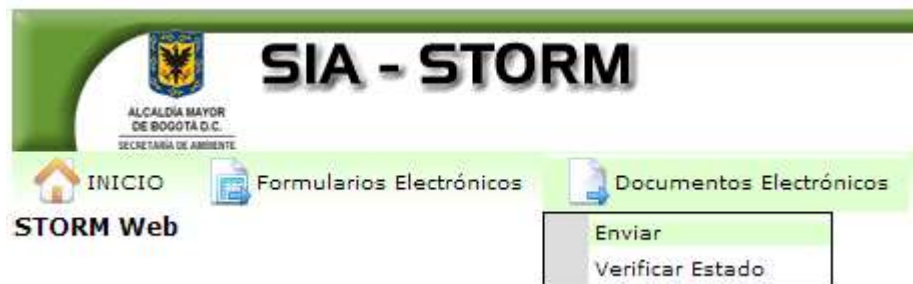 SIA - STORM
ALCALDÍA MAYOR
DE BOGOTÁ D.C.
SECRETARÍA DE AMBIENTE
INICIO
Formularios Electrónicos
Documentos Electrónicos
STORM Web
Enviar
Verificar Estado